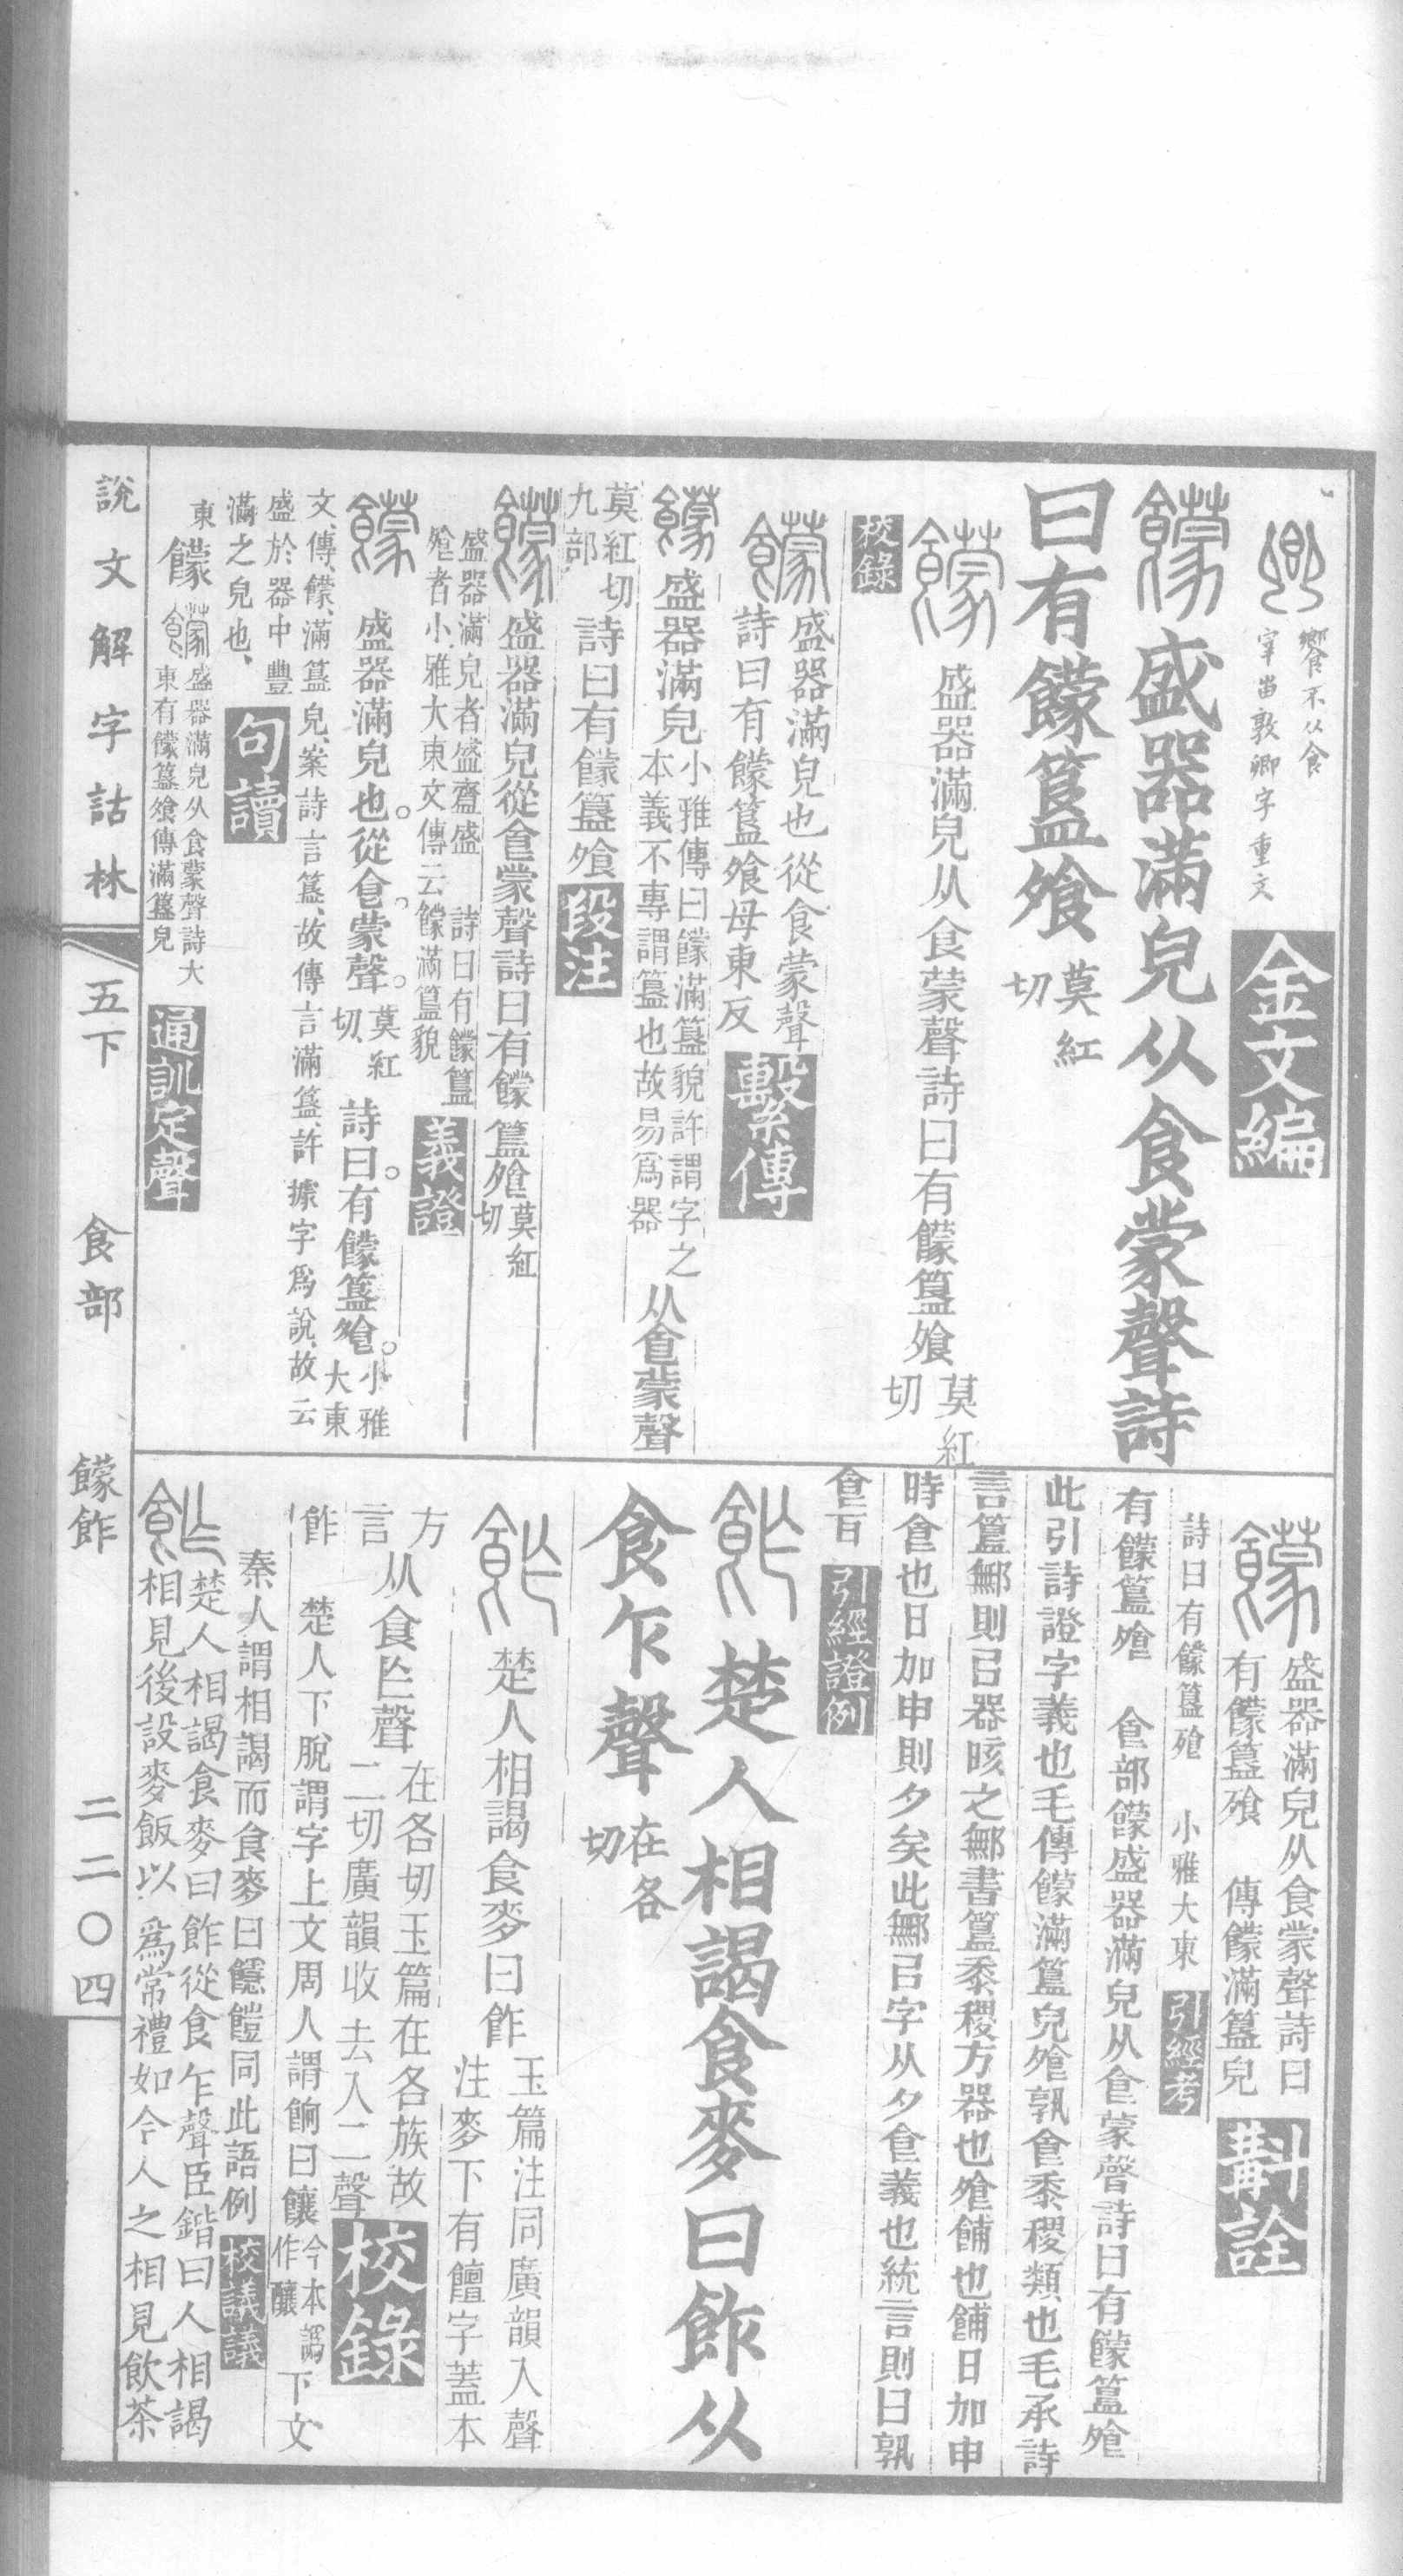 饗不从食
宰甾敦卿字重文
金文編
饛盛器滿皃从食蒙聲詩
曰有饛簋飧
莫紅
切
饛盛器滿皃从食蒙聲詩曰有饛簋飧
莫紅
切
校錄
饛盛器滿皃也從食蒙聲
詩曰有饛簋飧母東反
繫傳
饛盛器滿皃
小雅傳曰饛滿簋貌許謂字之
本義不專謂簋也故易爲器
从食蒙聲
莫紅切
九部
詩曰有饛簋飧
段注
饛盛器滿皃從食蒙聲詩曰有饛簋飧
莫紅
切
盛器滿皃者盛齍盛 詩曰有饛簋
飧者小雅大東文傳云饛滿簋貌
義證
饛盛器滿皃也。從食。蒙聲。
莫紅
切、
詩曰。有饛簋飧。
小雅
大東
文、傳、饛、滿簋皃、案詩言簋、故傳言滿簋、許據字爲說、故云
盛於器中豐
滿之皃也、
句讀
饛
饛盛器滿皃从食蒙聲詩大
東有饛簋飧傳滿簋皃
通訓定聲
東
說文解字詁林
五下
食部
饛飵
二二〇四
饛盛器滿皃从食蒙聲詩曰
有饛簋飧 傳饛滿簋皃
斠詮
詩曰有饛簋飧 小雅大東
引經考
有饛簋飧 食部饛盛器滿皃从食蒙聲詩曰有饛簋飧
此引詩證字義也毛傳饛滿簋皃飧孰食黍稷類也毛承詩
言簋鄦則曰器晐之鄦書簋黍稷方器也飧餔也餔日加申
時食也日加申則夕矣此鄦曰字从夕食義也統言則曰孰
食曰
引經證例
飵楚人相謁食麥曰飵从
食乍聲
在各
切
飵楚人相謁食麥曰飵
玉篇注同廣韻入聲
注麥下有饘字蓋本
方
言
从食乍聲
在各切玉篇在各族故
二切廣韻收去入二聲
校錄
飵 楚人下脫謂字上文周人謂餉曰饟
今本譌
作釀
下文
秦人謂相謁而食麥曰䭡䭓同此語例
校議議
飵楚人相謁食麥曰飵從食乍聲臣鍇曰人相謁
相見後設麥飯以爲常禮如今人之相見飲茶